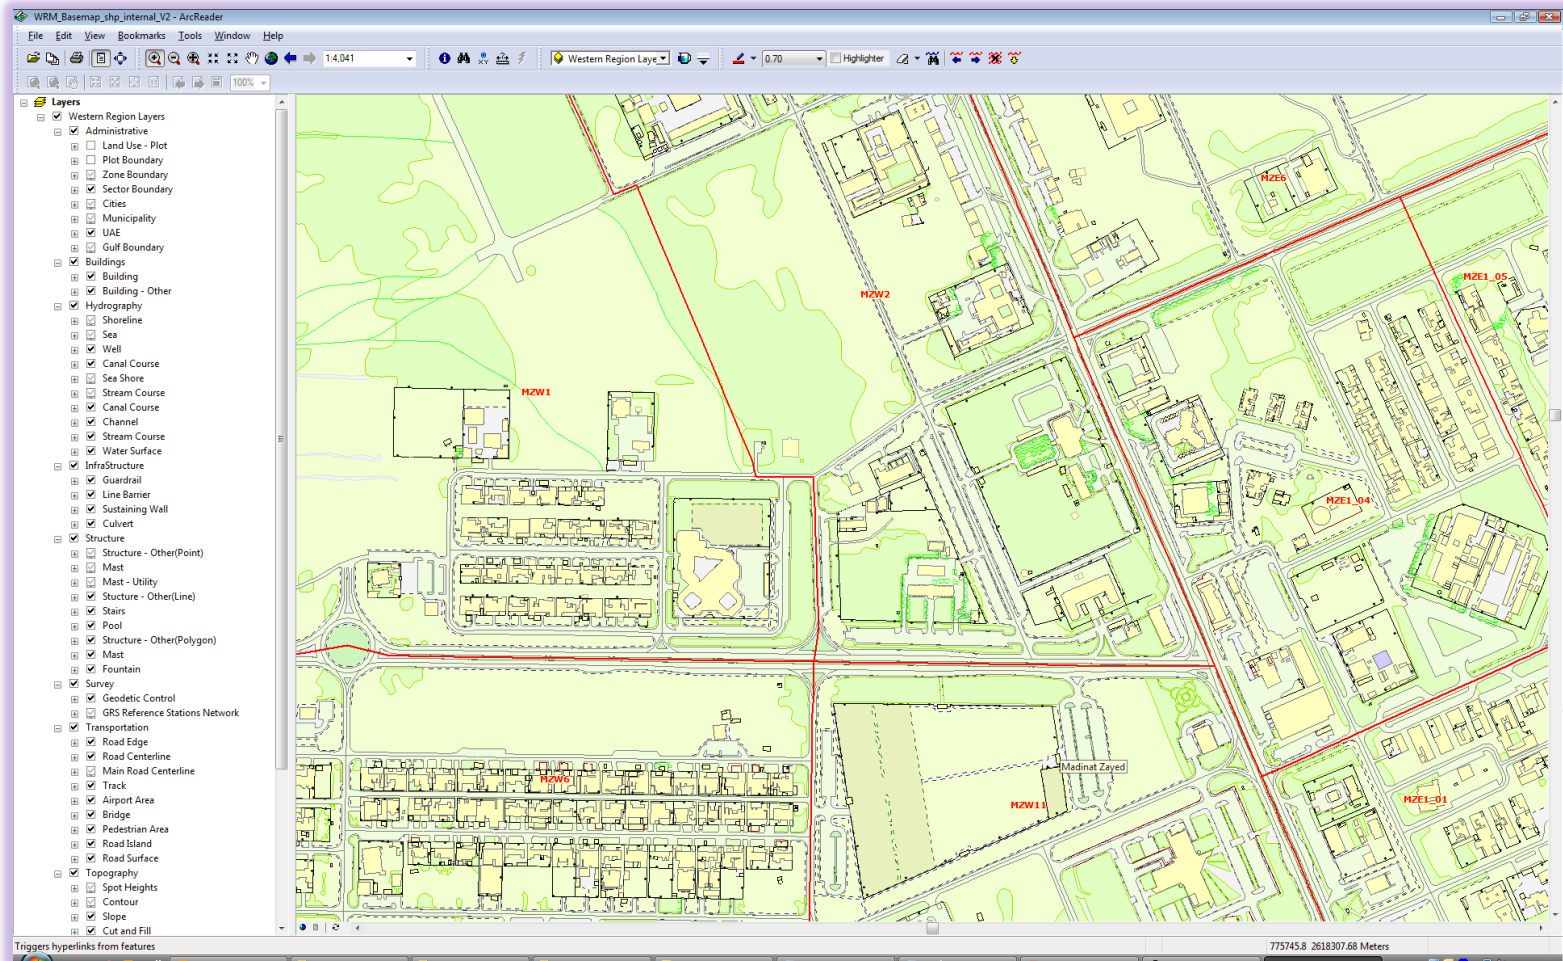 WRM_Basemap_shp_internal_V2 - ArcReader
File Edit View Bookmarks Tools Window Help
1:4,041
Western Region Laye
0.70
Highlighter
100%
Layers
Western Region Layers
Administrative
Land Use - Plot
Plot Boundary
Zone Boundary
Sector Boundary
Cities
Municipality
UAE
Gulf Boundary
Buildings
Building
Building - Other
Hydrography
Shoreline
Sea
Well
Canal Course
Sea Shore
Stream Course
Canal Course
Channel
Stream Course
Water Surface
InfraStructure
Guardrail
Line Barrier
Sustaining Wall
Culvert
Structure
Structure - Other(Point)
Mast
Mast - Utility
Stucture - Other(Line)
Stairs
Pool
Structure - Other(Polygon)
Mast
Fountain
Survey
Geodetic Control
GRS Reference Stations Network
Transportation
Road Edge
Road Centerline
Main Road Centerline
Track
Airport Area
Bridge
Pedestrian Area
Road Island
Road Surface
Topography
Spot Heights
Contour
Slope
Cut and Fill
MZE6
MZE1_05
MZW2
MZW1
MZE1_04
Madinat Zayed
MZW6
MZW11
MZE1_01
Triggers hyperlinks from features
775745.8 2618307.68 Meters